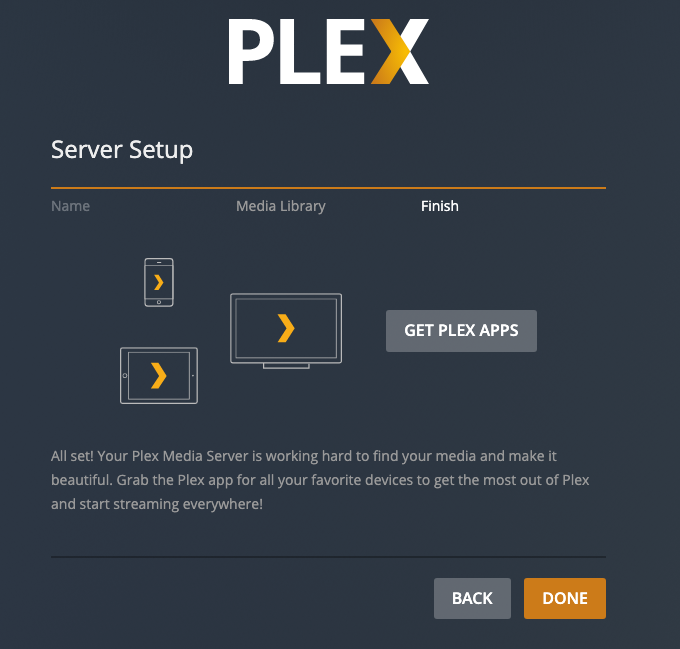 PLEX
Server Setup
Name
Media Library
Finish
GET PLEX APPS
All set! Your Plex Media Server is working hard to find your media and make it
beautiful. Grab the Plex app for all your favorite devices to get the most out of Plex
and start streaming everywhere!
BACK
DONE